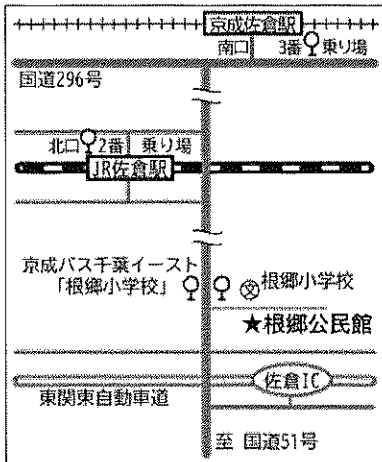 京成佐倉駅
南口 3番 乗り場
国道296号
北口 2番 乗り場
JR佐倉駅
京成バス千葉イースト
「根郷小学校」
根郷小学校
★根郷公民館
佐倉IC
東関東自動車道
至 国道51号